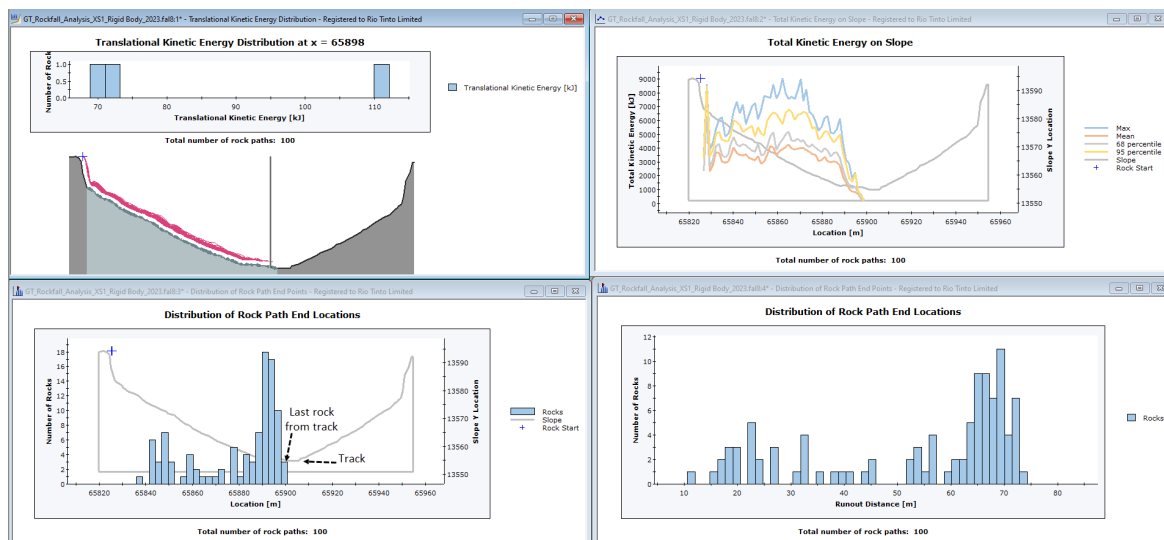 GT_Rockfall_Analysis_XS1_Rigid Body_2023.fal8:1* - Translational Kinetic Energy Distribution - Registered to Rio Tinto Limited
Translational Kinetic Energy Distribution at x = 65898
Number of Rock
1.0
0.5
0.0
70
80
90
100
110
Translational Kinetic Energy [kJ]
Translational Kinetic Energy [kJ]
Total number of rock paths: 100
GT_Rockfall_Analysis_XS1_Rigid Body_2023.fal8:2* - Total Kinetic Energy on Slope - Registered to Rio Tinto Limited
Total Kinetic Energy on Slope
Total Kinetic Energy [kJ]
9000
8000
7000
6000
5000
4000
3000
2000
1000
0
65820
65840
65860
65880
65900
65920
65940
65960
Location [m]
13590
13580
13570
13560
13550
Slope Y Location
Max
Mean
68 percentile
95 percentile
Slope
Rock Start
Total number of rock paths: 100
GT_Rockfall_Analysis_XS1_Rigid Body_2023.fal8:3* - Distribution of Rock Path End Points - Registered to Rio Tinto Limited
Distribution of Rock Path End Locations
Number of Rocks
18
16
14
12
10
8
6
4
2
0
65820
65840
65860
65880
65900
65920
65940
65960
Location [m]
13590
13580
13570
13560
13550
Slope Y Location
Last rock
from track
Track
Rocks
Slope
Rock Start
Total number of rock paths: 100
GT_Rockfall_Analysis_XS1_Rigid Body_2023.fal8:4* - Distribution of Rock Path End Points - Registered to Rio Tinto Limited
Distribution of Rock Path End Locations
Number of Rocks
12
10
8
6
4
2
0
10
20
30
40
50
60
70
80
Runout Distance [m]
Rocks
Total number of rock paths: 100